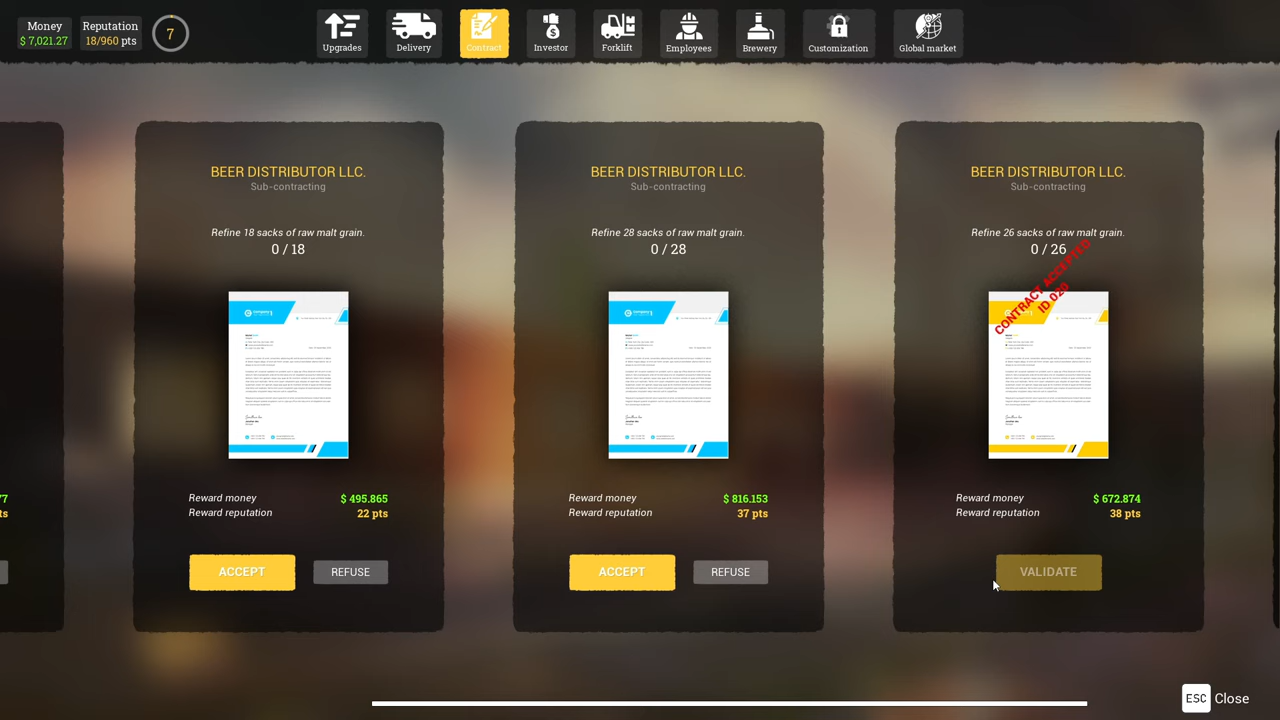 Money
$ 7,021.27
Reputation
18/960 pts
7
Upgrades
Delivery
Contract
Investor
Forklift
Employees
Brewery
Customization
Global market
BEER DISTRIBUTOR LLC.
Sub-contracting
Refine 18 sacks of raw malt grain.
0 / 18
Reward money
$ 495.865
Reward reputation
22 pts
ACCEPT
REFUSE
BEER DISTRIBUTOR LLC.
Sub-contracting
Refine 28 sacks of raw malt grain.
0 / 28
Reward money
$ 816.153
Reward reputation
37 pts
ACCEPT
REFUSE
BEER DISTRIBUTOR LLC.
Sub-contracting
Refine 26 sacks of raw malt grain.
0 / 26
CONTRACT ACCEPTED
ID 020
Reward money
$ 672.874
Reward reputation
38 pts
VALIDATE
ESC Close